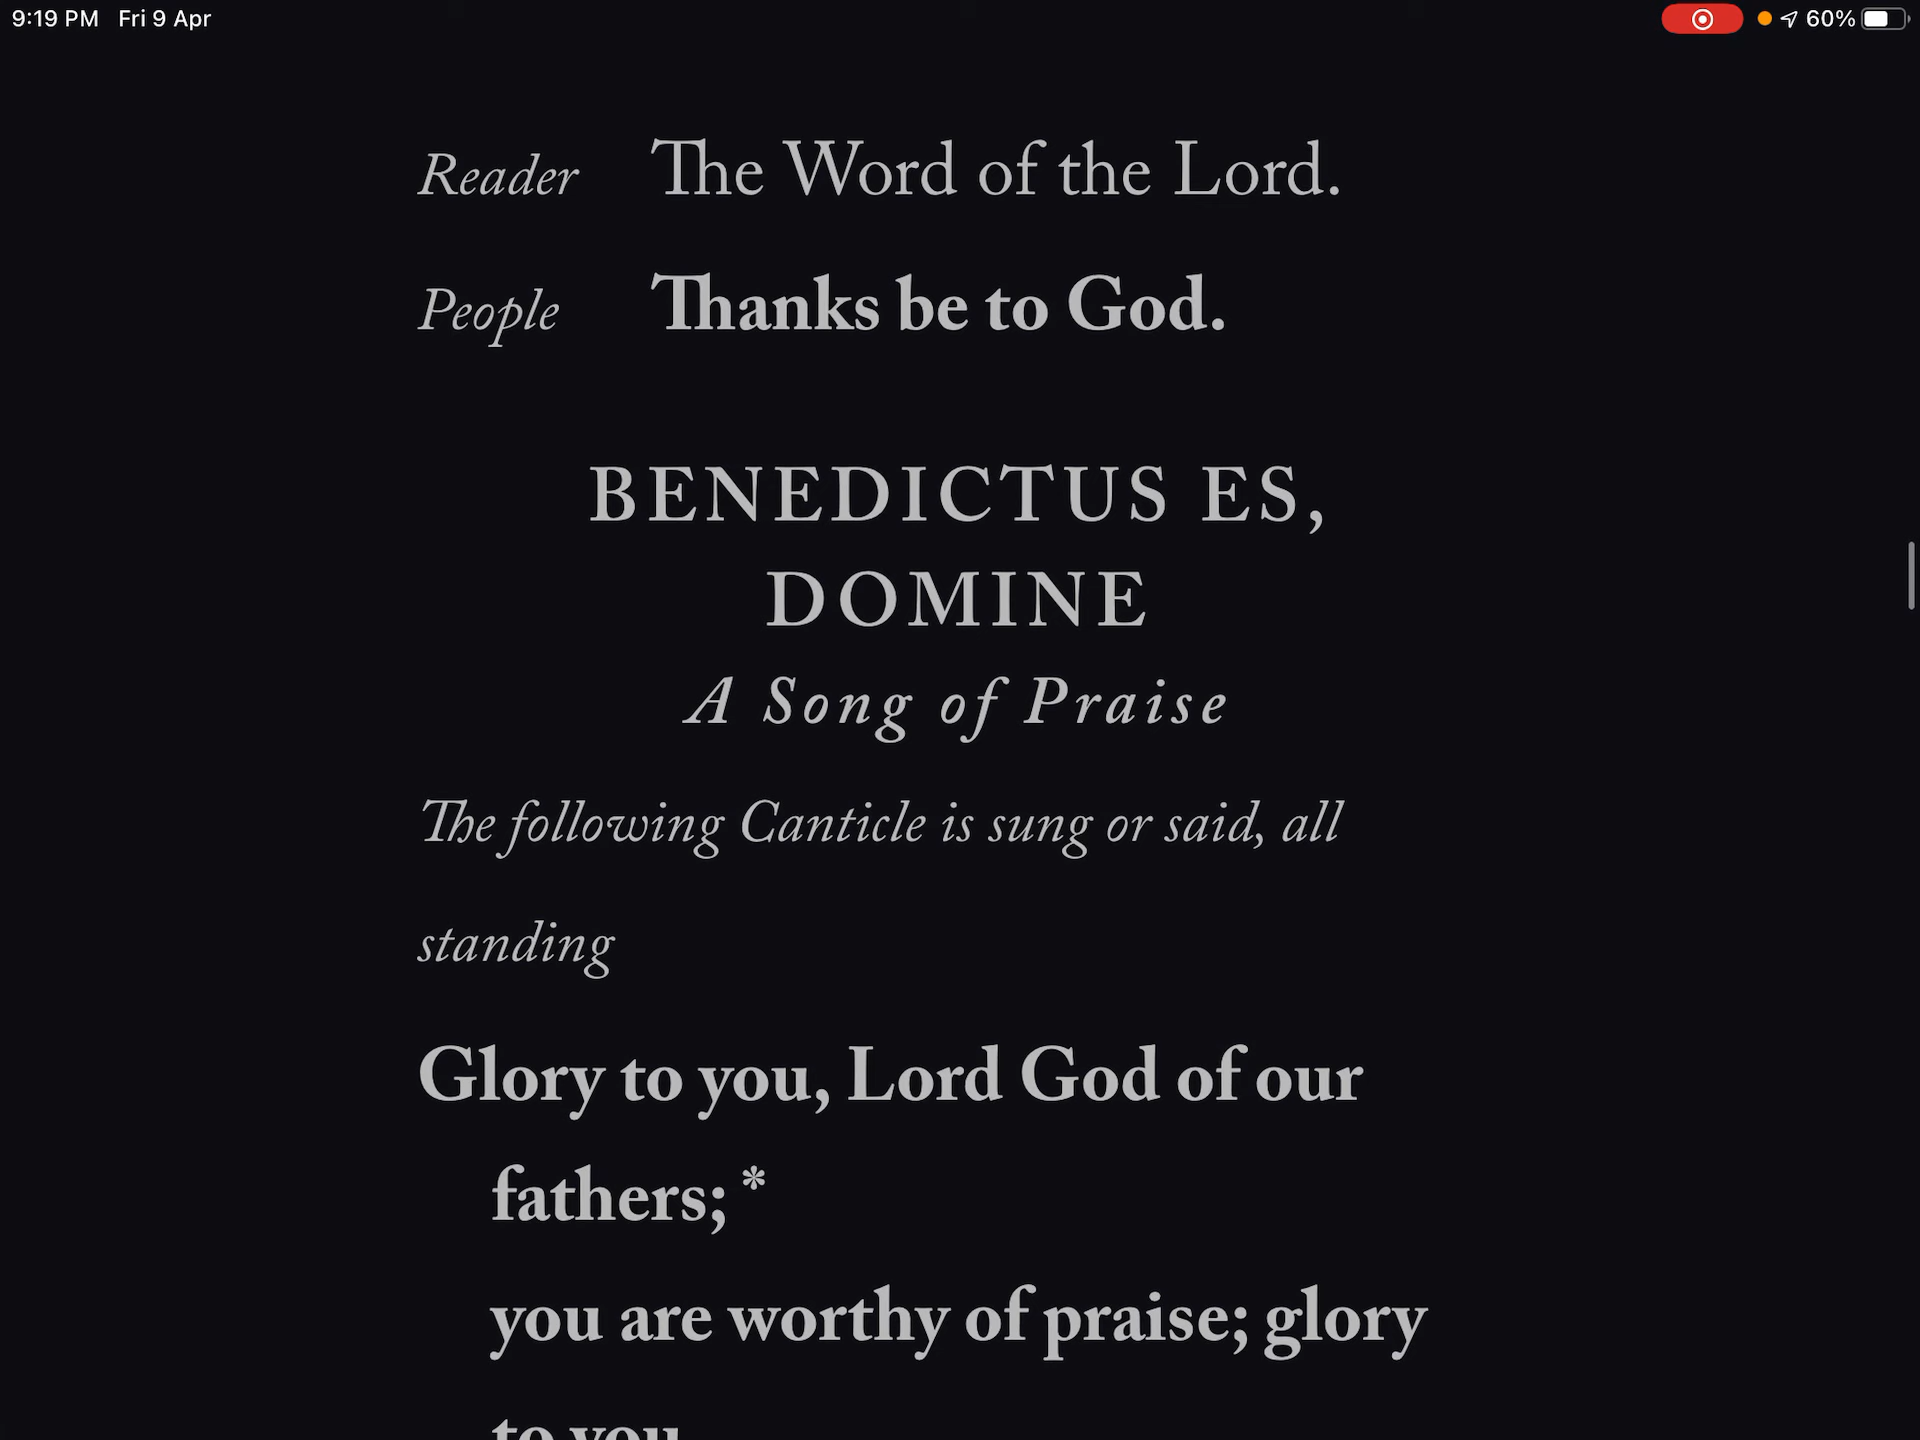 9:19 PM Fri 9 Apr 60%
Reader The Word of the Lord.
People Thanks be to God.
BENEDICTUS ES,
DOMINE
A Song of Praise
The following Canticle is sung or said, all
standing
Glory to you, Lord God of our
fathers; *
you are worthy of praise; glory
to you